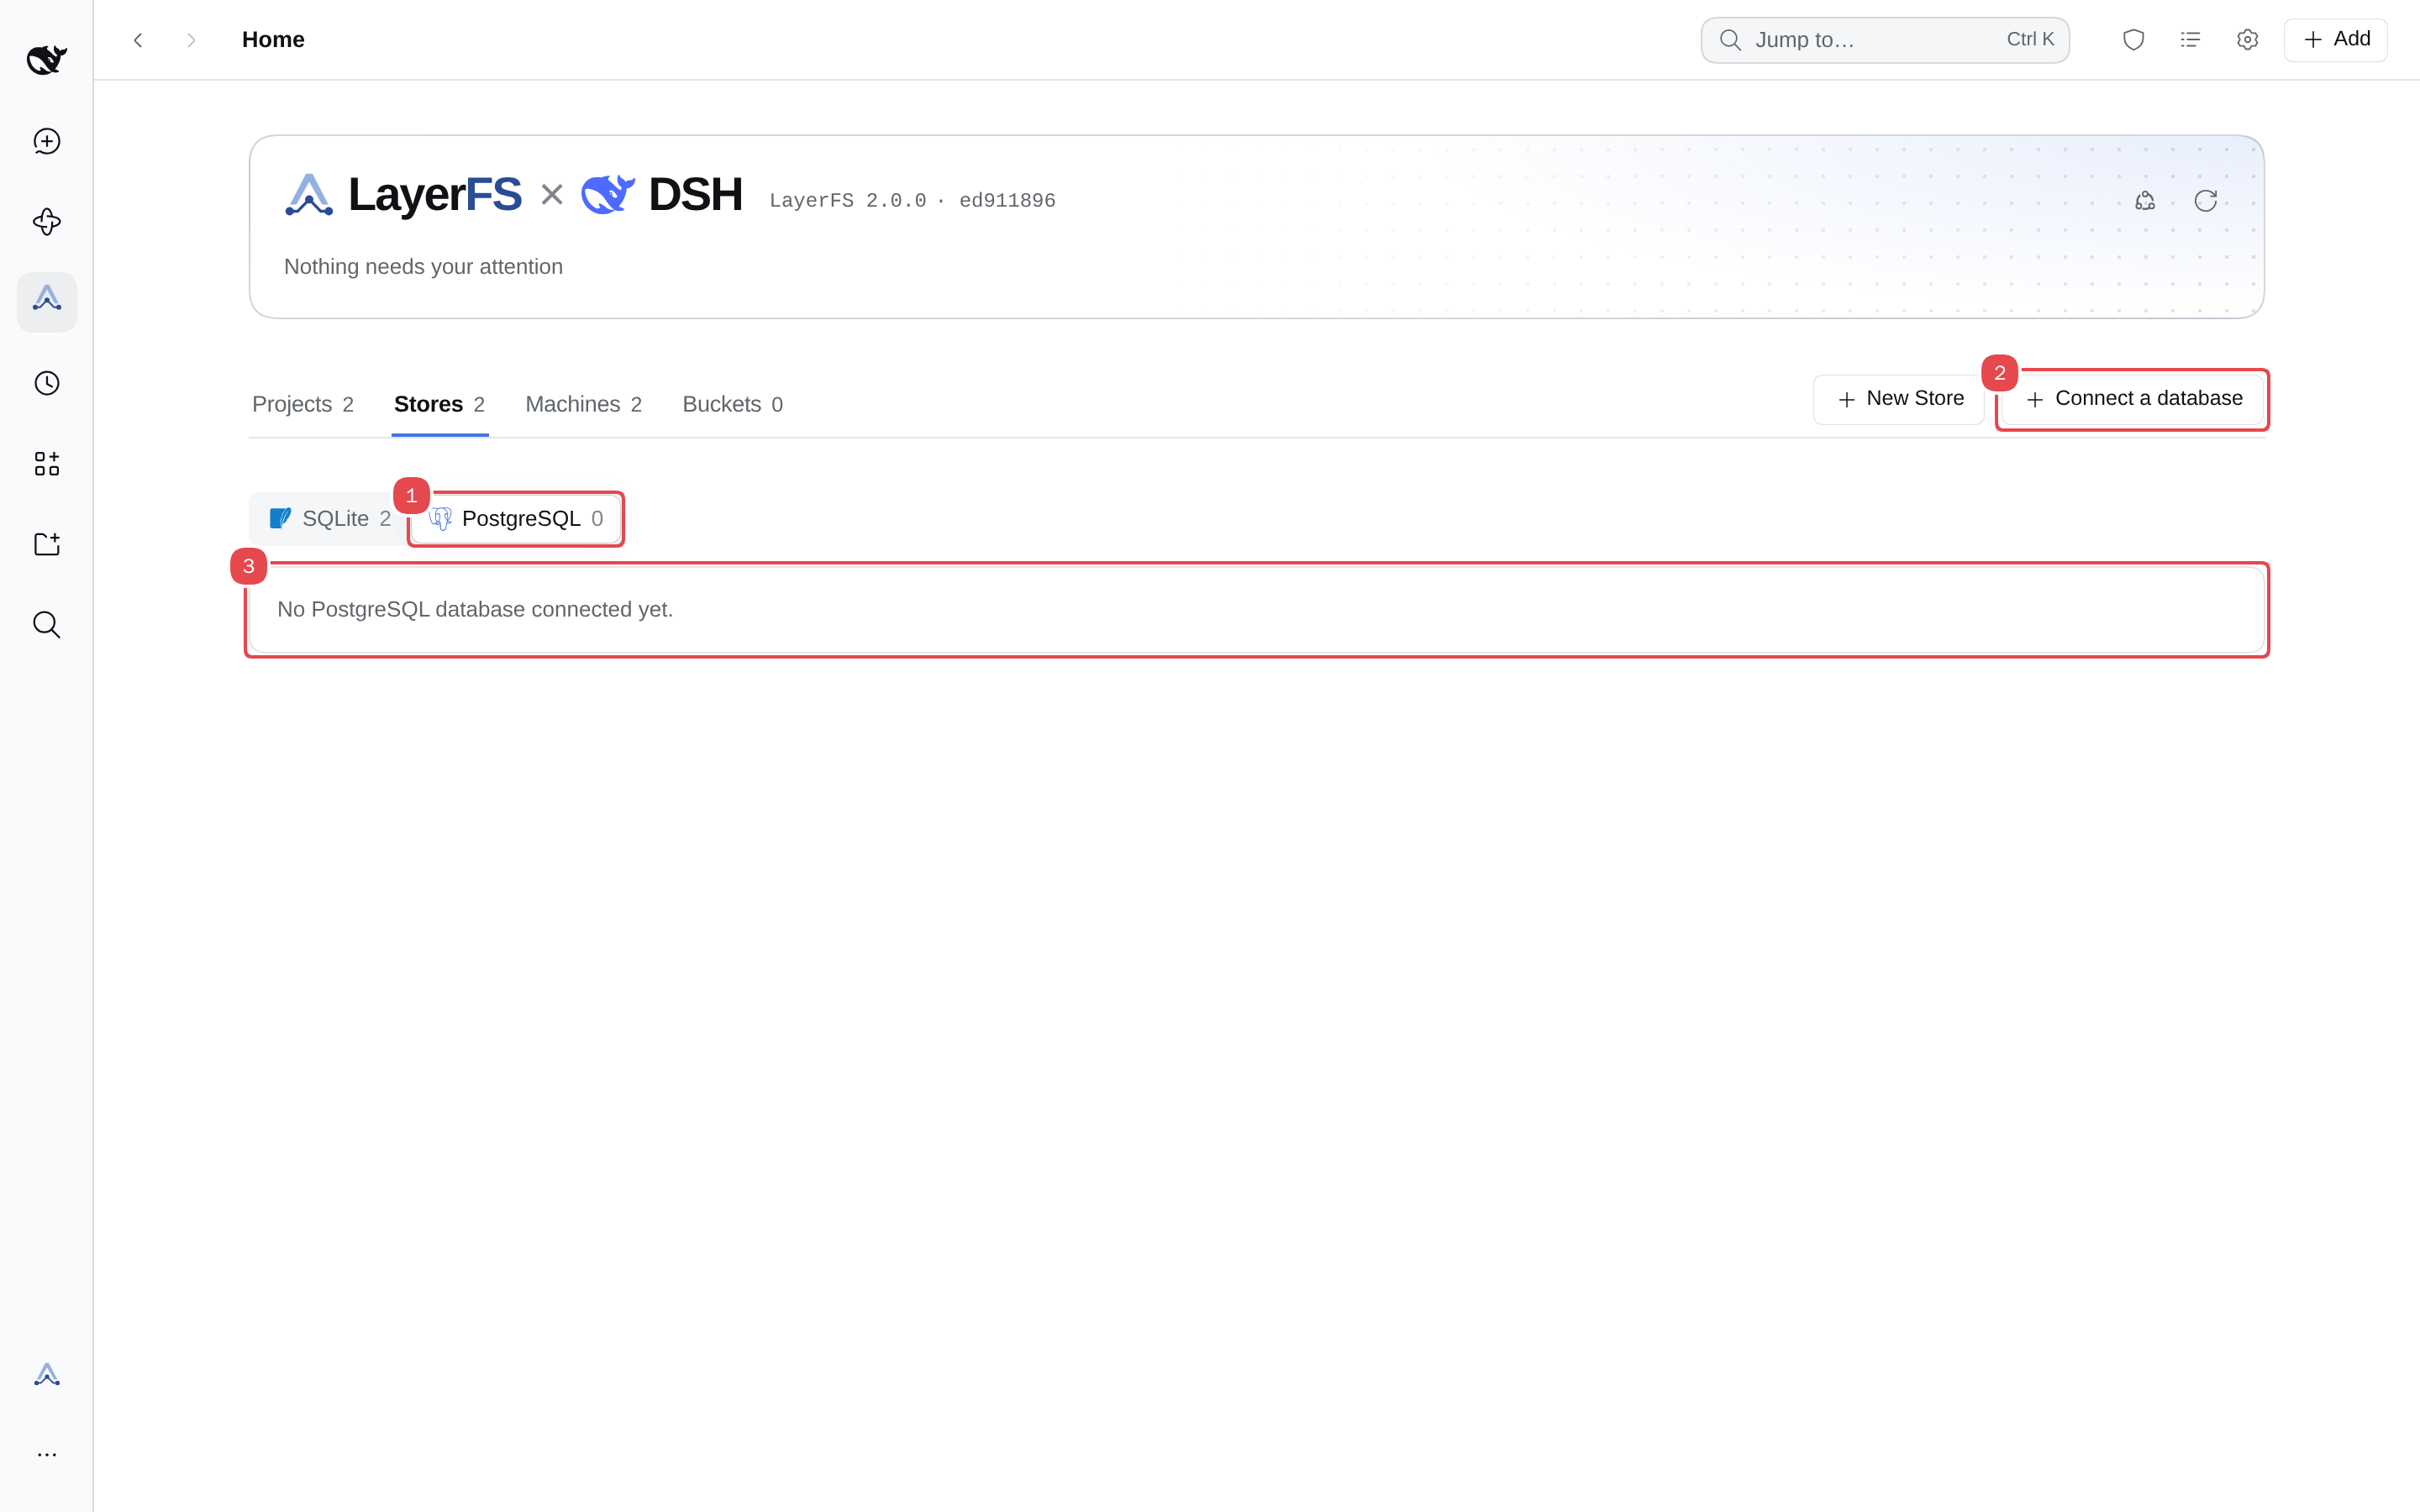 Home
Jump to… Ctrl K
Add
LayerFS × DSH LayerFS 2.0.0 · ed911896
Nothing needs your attention
Projects 2 Stores 2 Machines 2 Buckets 0
New Store
2
Connect a database
SQLite 2
1
PostgreSQL 0
3
No PostgreSQL database connected yet.